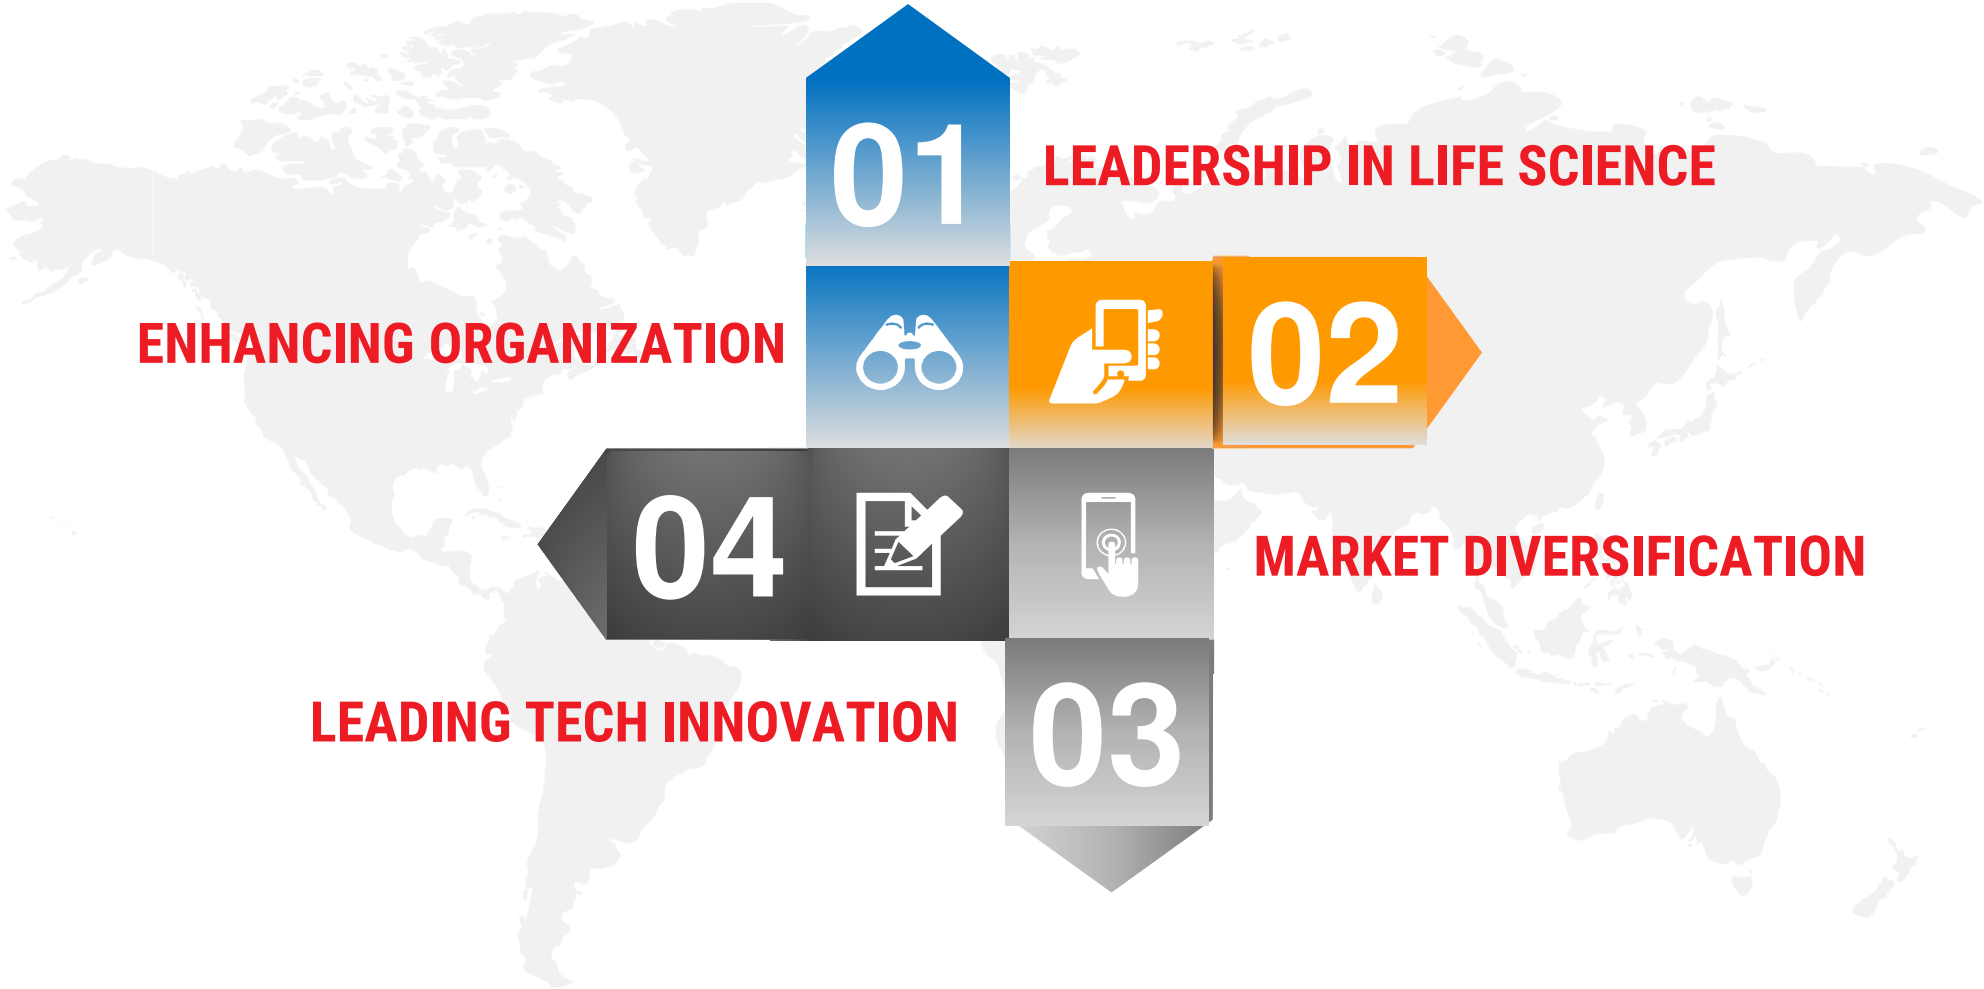 01
LEADERSHIP IN LIFE SCIENCE
ENHANCING ORGANIZATION
02
04
MARKET DIVERSIFICATION
LEADING TECH INNOVATION
03